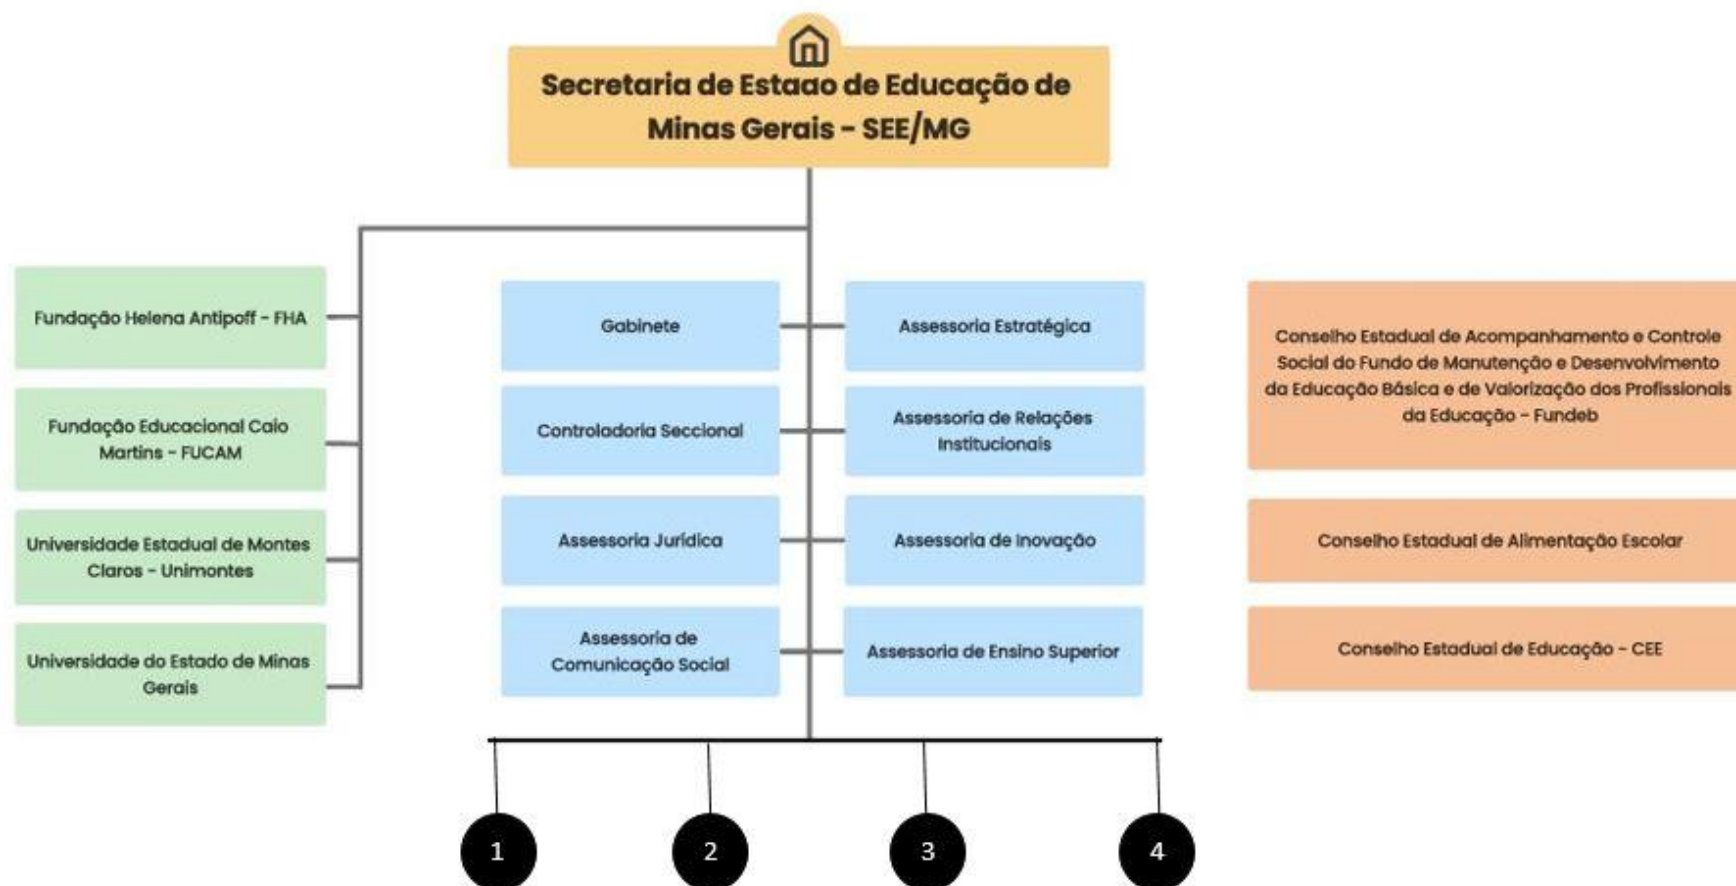 Secretaria de Estado de Educação de
Minas Gerais - SEE/MG
Fundação Helena Antipoff - FHA
Fundação Educacional Caio
Martins - FUCAM
Universidade Estadual de Montes
Claros - Unimontes
Universidade do Estado de Minas
Gerais
Gabinete
Controladoria Seccional
Assessoria Jurídica
Assessoria de
Comunicação Social
Assessoria Estratégica
Assessoria de Relações
Institucionais
Assessoria de Inovação
Assessoria de Ensino Superior
Conselho Estadual de Acompanhamento e Controle
Social do Fundo de Manutenção e Desenvolvimento
da Educação Básica e de Valorização dos Profissionais
da Educação - Fundeb
Conselho Estadual de Alimentação Escolar
Conselho Estadual de Educação - CEE
1
2
3
4